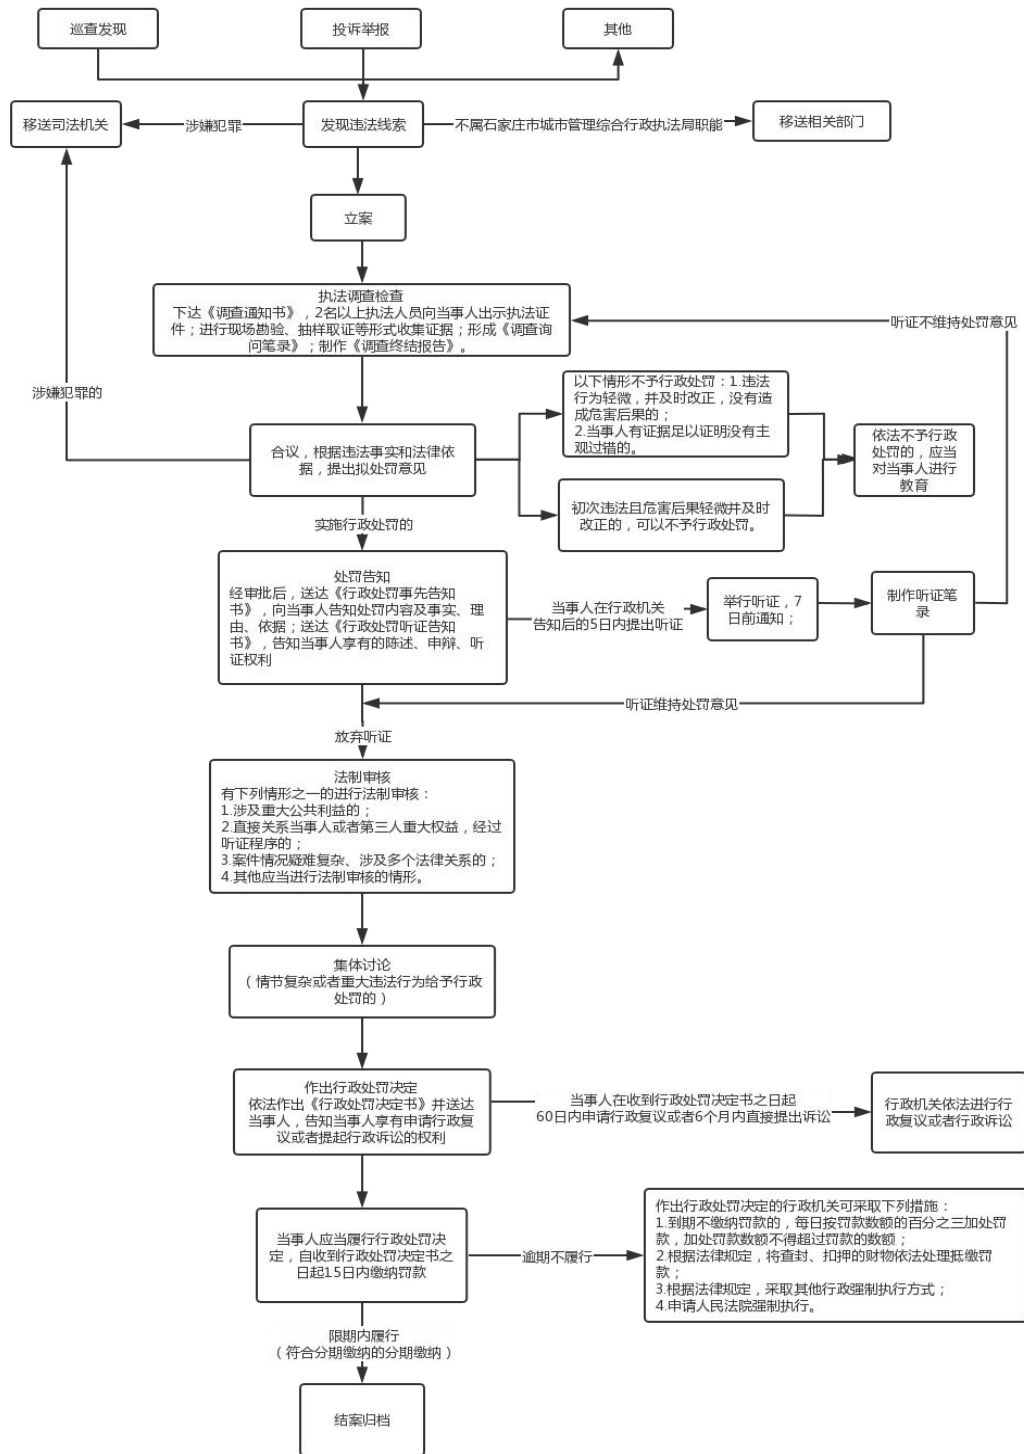 巡查发现
投诉举报
其他
移送司法机关
涉嫌犯罪
发现违法线索
不属石家庄市城市管理综合行政执法局职能
移送相关部门
立案
执法调查检查
下达《调查通知书》，2名以上执法人员向当事人出示执法证
件；进行现场勘验、抽样取证等形式收集证据；形成《调查询
问笔录》；制作《调查终结报告》。
听证不维持处罚意见
涉嫌犯罪的
合议，根据违法事实和法律依
据，提出拟处罚意见
以下情形不予行政处罚：1.违法
行为轻微，并及时改正，没有造
成危害后果的；
2.当事人有证据足以证明没有主
观过错的。
初次违法且危害后果轻微并及时
改正的，可以不予行政处罚。
依法不予行政
处罚的，应当
对当事人进行
教育
实施行政处罚的
处罚告知
经审批后，送达《行政处罚事先告知
书》，向当事人告知处罚内容及事实、理
由、依据；送达《行政处罚听证告知
书》，告知当事人享有的陈述、申辩、听
证权利
当事人在行政机关
告知后的5日内提出听证
举行听证，7
日前通知；
制作听证笔
录
听证维持处罚意见
放弃听证
法制审核
有下列情形之一的进行法制审核：
1.涉及重大公共利益的；
2.直接关系当事人或者第三人重大权益，经过
听证程序的；
3.案件情况疑难复杂、涉及多个法律关系的；
4.其他应当进行法制审核的情形。
集体讨论
（情节复杂或者重大违法行为给予行政
处罚的）
作出行政处罚决定
依法作出《行政处罚决定书》并送达
当事人，告知当事人享有申请行政复
议或者提起行政诉讼的权利
当事人在收到行政处罚决定书之日起
60日内申请行政复议或者6个月内直接提出诉讼
行政机关依法进行行
政复议或者行政诉讼
当事人应当履行行政处罚决
定，自收到行政处罚决定书之
日起15日内缴纳罚款
逾期不履行
作出行政处罚决定的行政机关可采取下列措施：
1.到期不缴纳罚款的，每日按罚款数额的百分之三加处罚
款，加处罚款数额不得超过罚款的数额；
2.根据法律规定，将查封、扣押的财物依法处理抵缴罚
款；
3.根据法律规定，采取其他行政强制执行方式；
4.申请人民法院强制执行。
限期内履行
（符合分期缴纳的分期缴纳）
结案归档